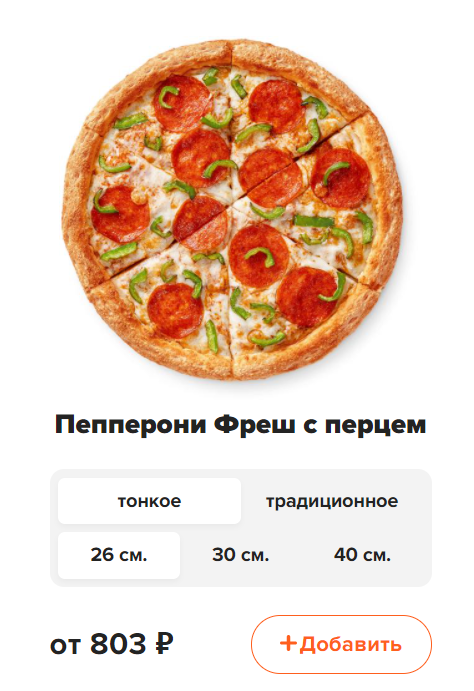 Пепперони Фреш с перцем
тонкое традиционное
26 см. 30 см. 40 см.
от 803 ₽ +Добавить